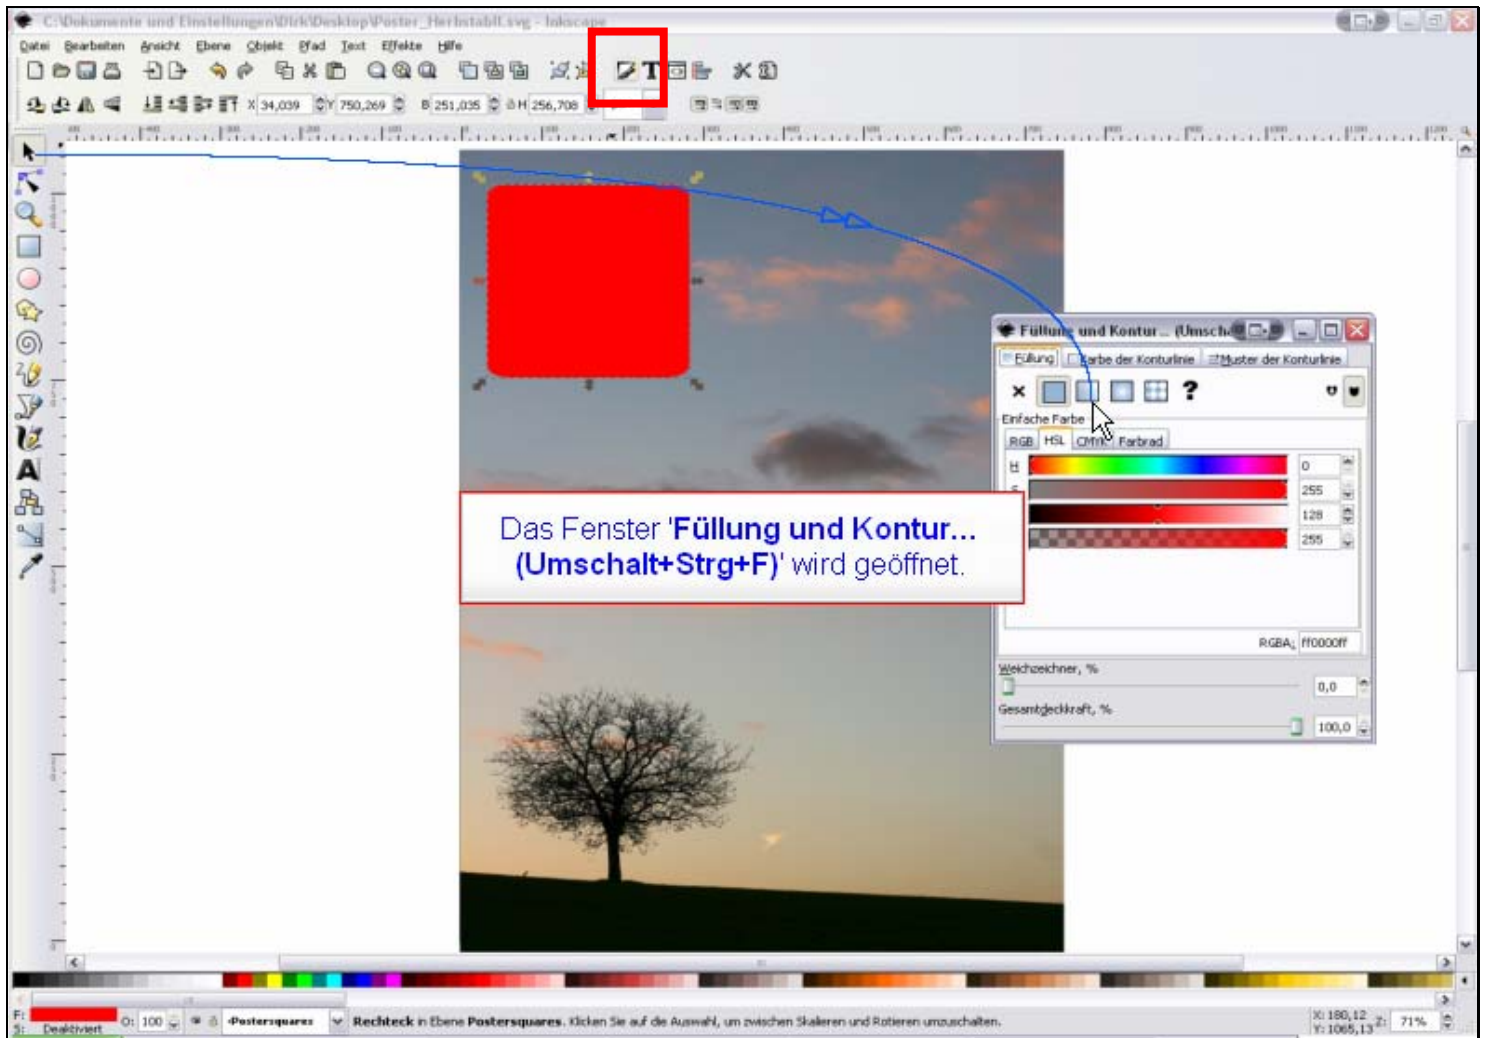 C:\Dokumente und Einstellungen\Dirk\Desktop\Poster_HerbstabII.svg - Inkscape
Datei Bearbeiten Ansicht Ebene Objekt Pfad Text Effekte Hilfe
X 34,039 Y 750,269 B 251,035 H 256,708
Füllung und Kontur... (Umsch
Füllung Farbe der Konturlinie Muster der Konturlinie
Einfache Farbe
RGB HSL CMYK Farbrad
H 0
S 255
128
255
Das Fenster 'Füllung und Kontur...
(Umschalt+Strg+F)' wird geöffnet.
RGBA: ff0000ff
Weichzeichner, %
0,0
Gesamtdeckkraft, %
100,0
F:
S: Deaktiviert O: 100 Postersquares Rechteck in Ebene Postersquares. Klicken Sie auf die Auswahl, um zwischen Skalieren und Rotieren umzuschalten.
X: 180,12
Y: 1065,13 Z: 71%